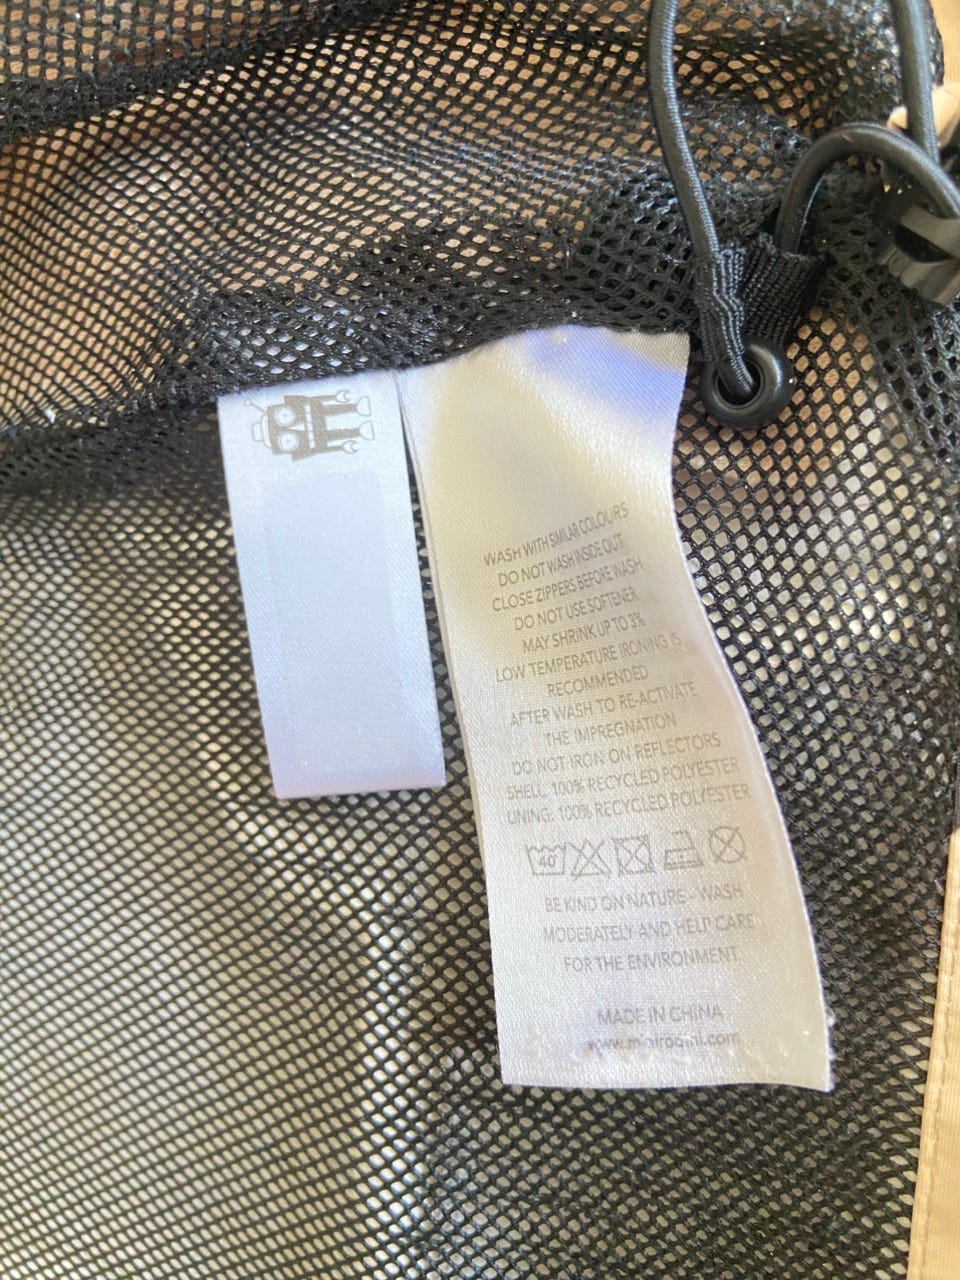 WASH WITH SIMILAR COLOURS
DO NOT WASH INSIDE OUT
CLOSE ZIPPERS BEFORE WASH
DO NOT USE SOFTENER
MAY SHRINK UP TO 3%
LOW TEMPERATURE IRONING IS
RECOMMENDED
AFTER WASH TO RE-ACTIVATE
THE IMPREGNATION
DO NOT IRON ON REFLECTORS
SHELL: 100% RECYCLED POLYESTER
LINING: 100% RECYCLED POLYESTER
40°
BE KIND ON NATURE - WASH
MODERATELY AND HELP CARE
FOR THE ENVIRONMENT
MADE IN CHINA